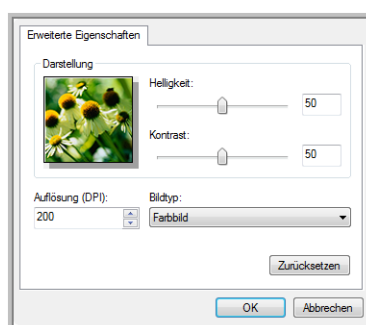 Erweiterte Eigenschaften
Darstellung
Helligkeit:
50
Kontrast:
50
Auflösung (DPI):
Bildtyp:
200
Farbbild
Zurücksetzen
OK
Abbrechen